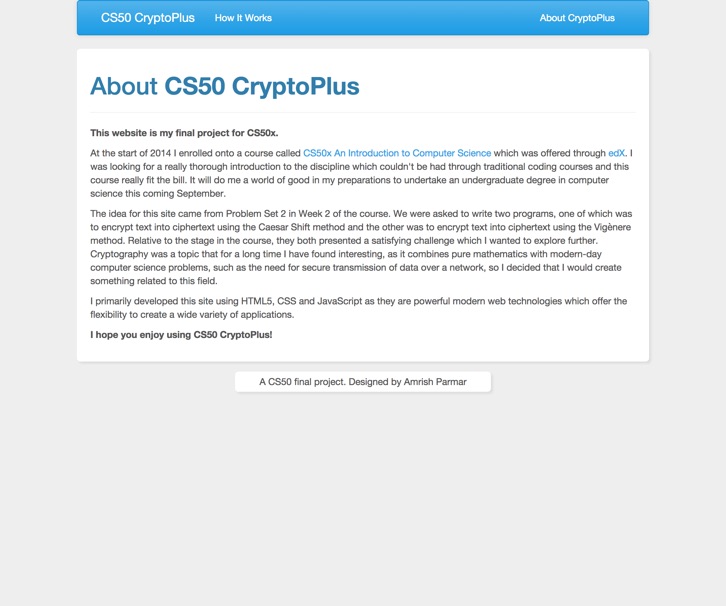 CS50 CryptoPlus How It Works About CryptoPlus
About CS50 CryptoPlus
This website is my final project for CS50x.
At the start of 2014 I enrolled onto a course called CS50x An Introduction to Computer Science which was offered through edX. I
was looking for a really thorough introduction to the discipline which couldn't be had through traditional coding courses and this
course really fit the bill. It will do me a world of good in my preparations to undertake an undergraduate degree in computer
science this coming September.
The idea for this site came from Problem Set 2 in Week 2 of the course. We were asked to write two programs, one of which was
to encrypt text into ciphertext using the Caesar Shift method and the other was to encrypt text into ciphertext using the Vigènere
method. Relative to the stage in the course, they both presented a satisfying challenge which I wanted to explore further.
Cryptography was a topic that for a long time I have found interesting, as it combines pure mathematics with modern-day
computer science problems, such as the need for secure transmission of data over a network, so I decided that I would create
something related to this field.
I primarily developed this site using HTML5, CSS and JavaScript as they are powerful modern web technologies which offer the
flexibility to create a wide variety of applications.
I hope you enjoy using CS50 CryptoPlus!
A CS50 final project. Designed by Amrish Parmar